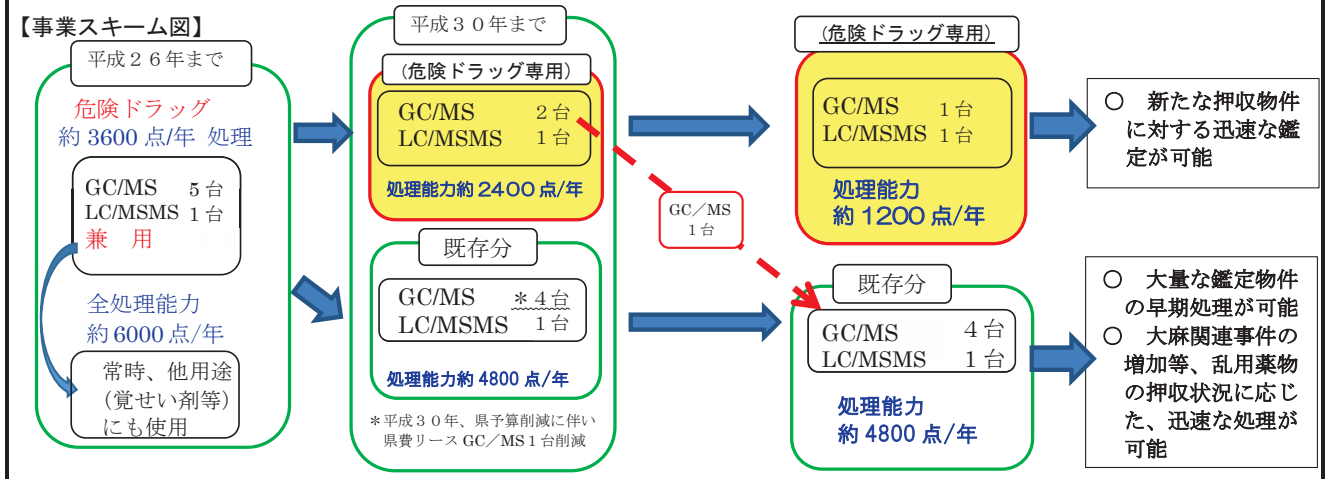 【事業スキーム図】
平成２６年まで
危険ドラッグ
約 3600 点/年 処理
GC/MS 5 台
LC/MSMS 1 台
兼 用
全処理能力
約 6000 点/年
常時、他用途
(覚せい剤等)
にも使用
平成３０年まで
(危険ドラッグ専用)
GC/MS 2 台
LC/MSMS 1 台
処理能力約 2400 点/年
既存分
GC/MS ＊4 台
LC/MSMS 1 台
処理能力約 4800 点/年
＊平成３０年、県予算削減に伴い
県費リース GC／MS 1 台削減
GC／MS
1 台
(危険ドラッグ専用)
GC/MS 1 台
LC/MSMS 1 台
処理能力
約 1200 点/年
既存分
GC/MS 4 台
LC/MSMS 1 台
処理能力
約 4800 点/年
○ 新たな押収物件
に対する迅速な鑑
定が可能
○ 大量な鑑定物件
の早期処理が可能
○ 大麻関連事件の
増加等、乱用薬物
の押収状況に応じ
た、迅速な処理が
可能